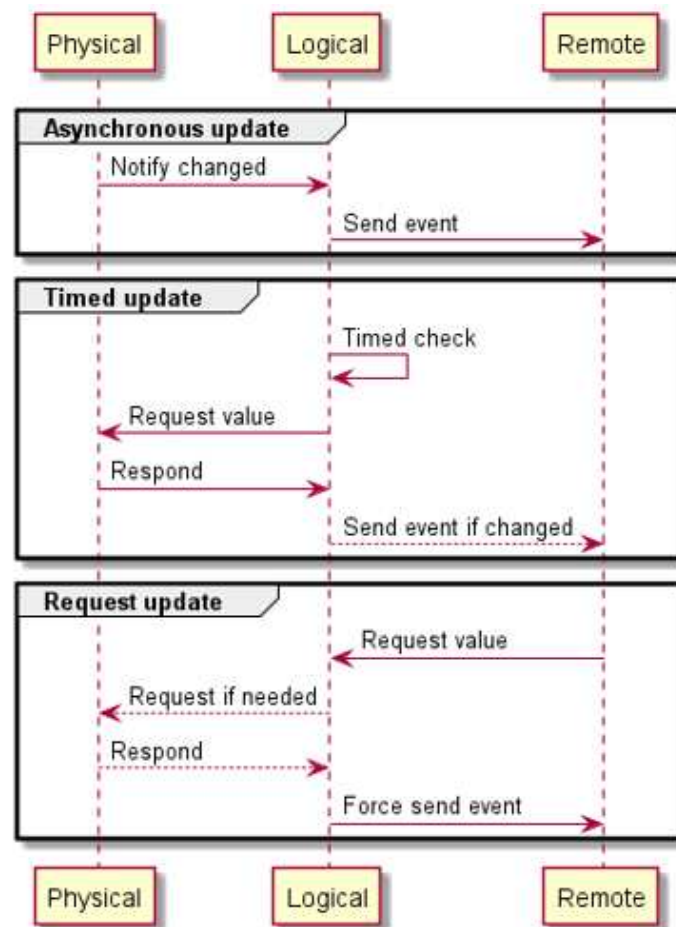 Physical Logical Remote
Asynchronous update
Notify changed
Send event
Timed update
Timed check
Request value
Respond
Send event if changed
Request update
Request value
Request if needed
Respond
Force send event
Physical Logical Remote